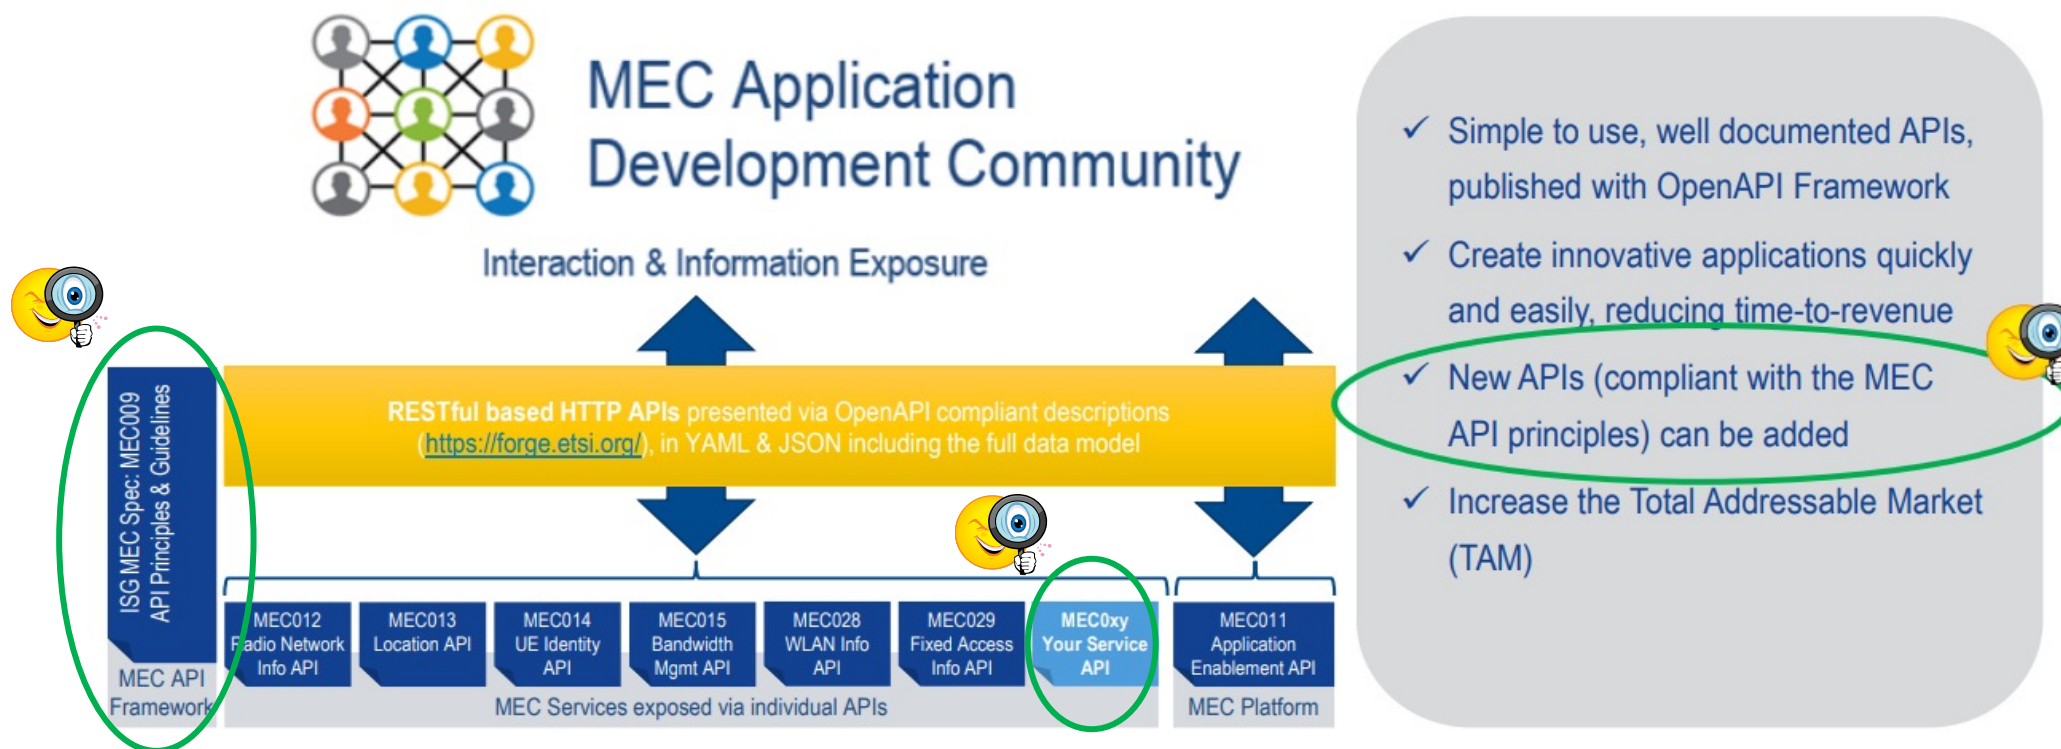 MEC Application
Development Community
Interaction & Information Exposure
ISG MEC Spec: MEC009
API Principles & Guidelines
MEC API
Framework
RESTful based HTTP APIs presented via OpenAPI compliant descriptions
(https://forge.etsi.org/), in YAML & JSON including the full data model
MEC012
Radio Network
Info API
MEC013
Location API
MEC014
UE Identity
API
MEC015
Bandwidth
Mgmt API
MEC028
WLAN Info
API
MEC029
Fixed Access
Info API
MEC0xy
Your Service
API
MEC Services exposed via individual APIs
MEC011
Application
Enablement API
MEC Platform
✓ Simple to use, well documented APIs,
published with OpenAPI Framework
✓ Create innovative applications quickly
and easily, reducing time-to-revenue
✓ New APIs (compliant with the MEC
API principles) can be added
✓ Increase the Total Addressable Market
(TAM)